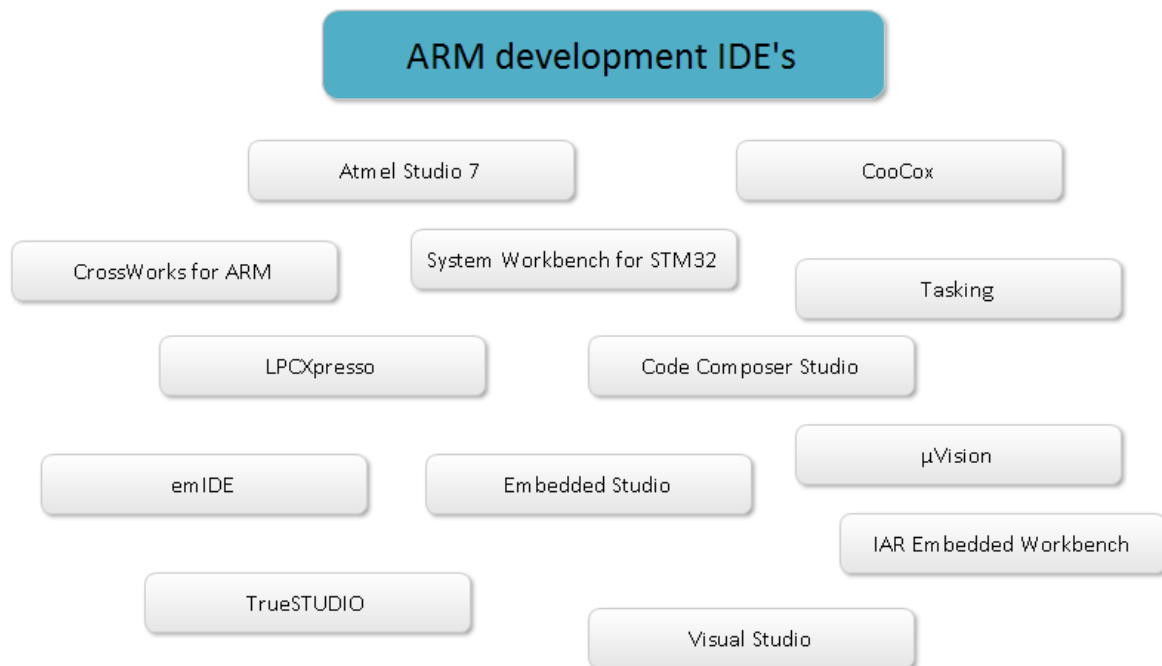 ARM development IDE's
Atmel Studio 7
CooCox
CrossWorks for ARM
System Workbench for STM32
Tasking
LPCXpresso
Code Composer Studio
µVision
emIDE
Embedded Studio
IAR Embedded Workbench
TrueSTUDIO
Visual Studio